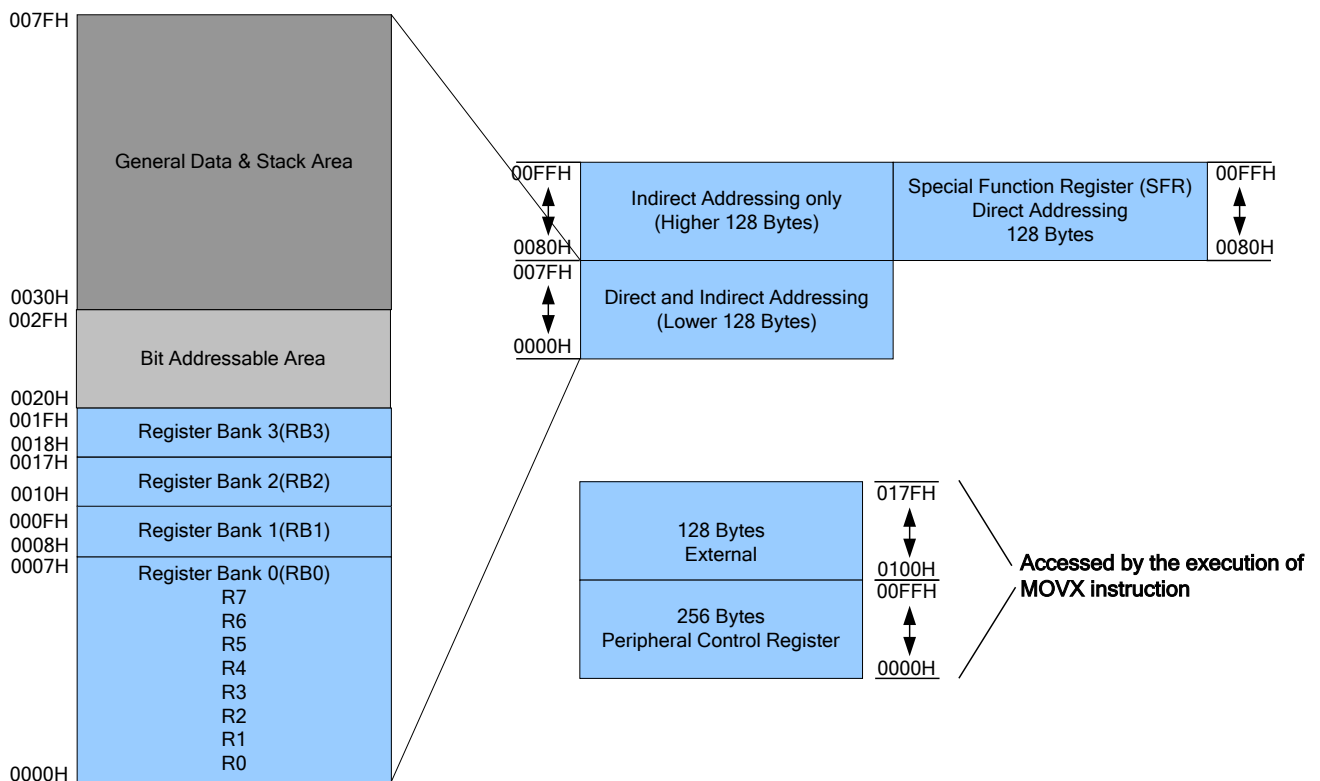 007FH
General Data & Stack Area
0030H
002FH
Bit Addressable Area
0020H
001FH
Register Bank 3(RB3)
0018H
0017H
Register Bank 2(RB2)
0010H
000FH
Register Bank 1(RB1)
0008H
0007H
Register Bank 0(RB0)
R7
R6
R5
R4
R3
R2
R1
R0
0000H
00FFH
Indirect Addressing only
(Higher 128 Bytes)
0080H
Special Function Register (SFR)
Direct Addressing
128 Bytes
00FFH
0080H
007FH
Direct and Indirect Addressing
(Lower 128 Bytes)
0000H
128 Bytes
External
017FH
0100H
256 Bytes
Peripheral Control Register
00FFH
0000H
Accessed by the execution of
MOVX instruction